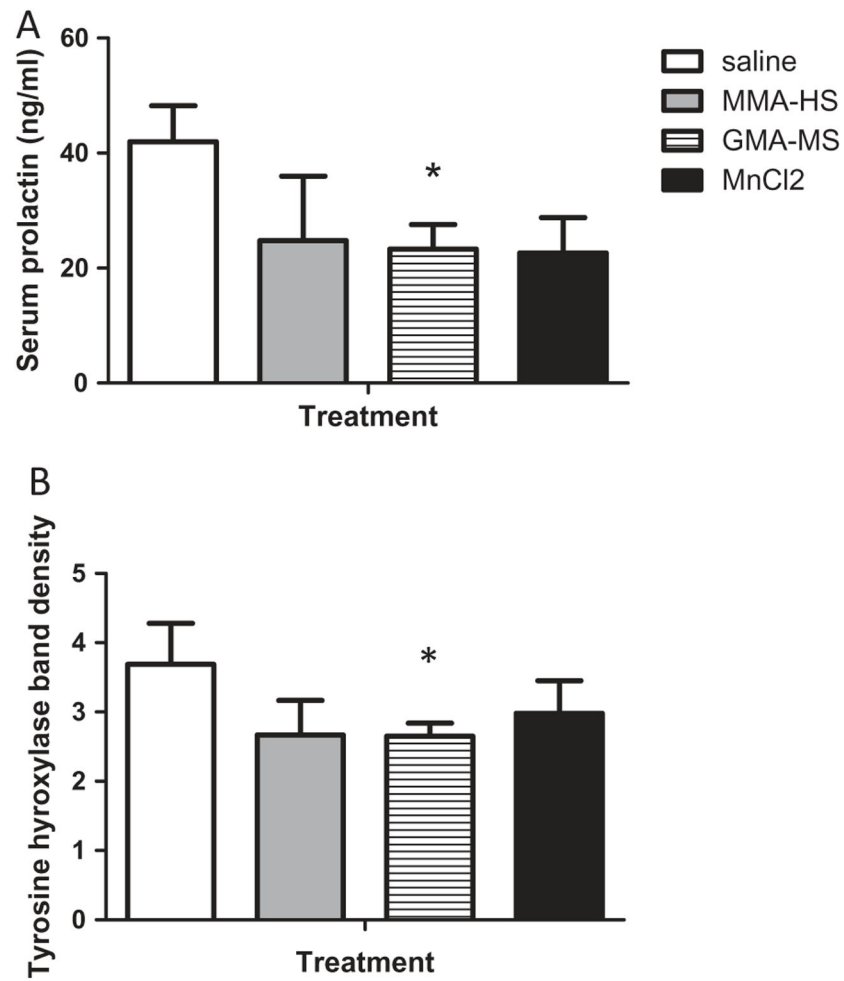 A
Serum prolactin (ng/ml)
60
40
20
0
*
Treatment
saline
MMA-HS
GMA-MS
MnCl2
B
Tyrosine hyroxylase band density
5
4
3
2
1
0
*
Treatment